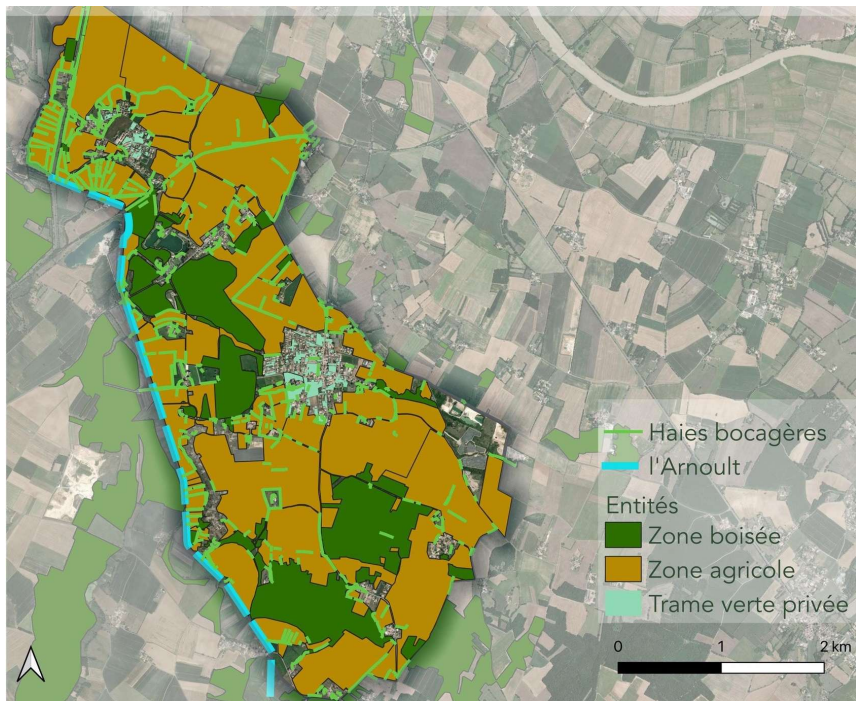 Haies bocagères
l'Arnoult
Entités
Zone boisée
Zone agricole
Trame verte privée
0 1 2 km